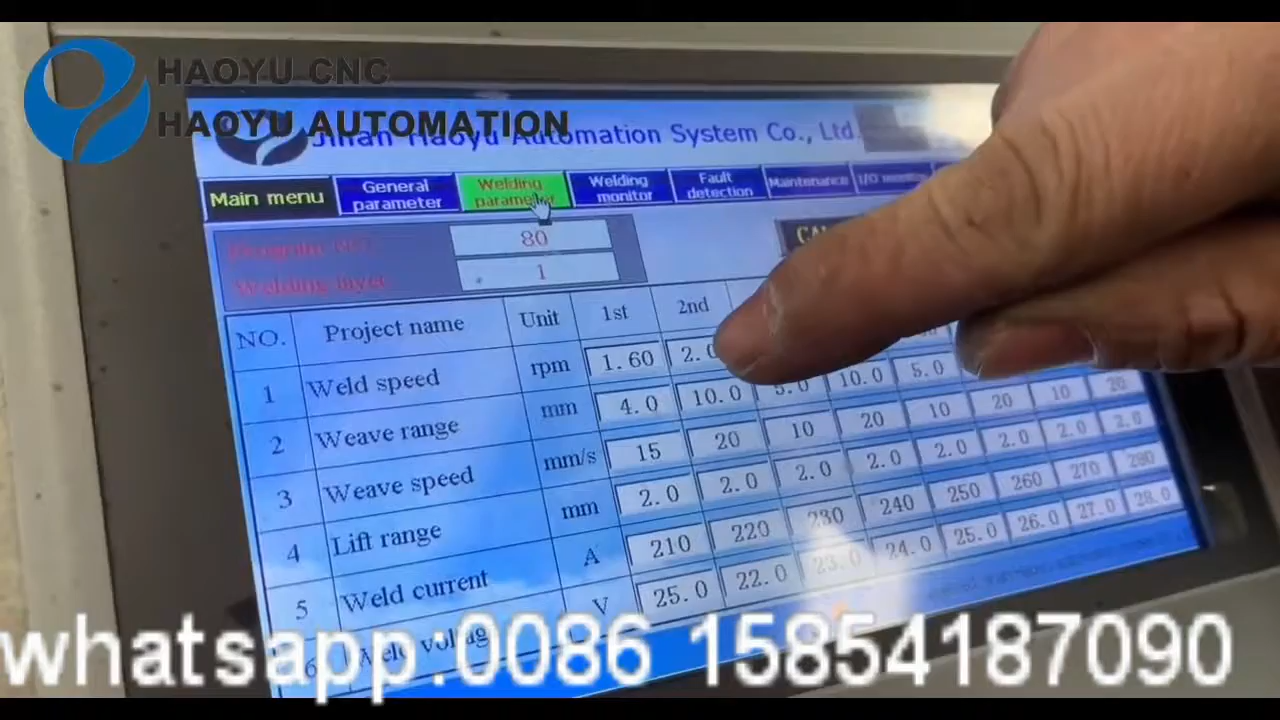 HAOYU CNC
HAOYU AUTOMATION
Jinan Haoyu Automation System Co., Ltd.
Main menu General parameter Welding parameter Welding monitor Fault detection Maintenance I/O
80
Welding layer 1
NO. Project name Unit 1st 2nd
1 Weld speed rpm 1.60
2 Weave range mm 4.0 10.0 5.0 10.0 5.0
3 Weave speed mm/s 15 20 10 20 10 20 10 20
4 Lift range mm 2.0 2.0 2.0 2.0 2.0 2.0 2.0 2.0
5 Weld current A 210 220 230 240 250 260 270 280
6 Weld voltage V 25.0 22.0 23.0 24.0 25.0 26.0 27.0 28.0
whatsapp:0086 15854187090